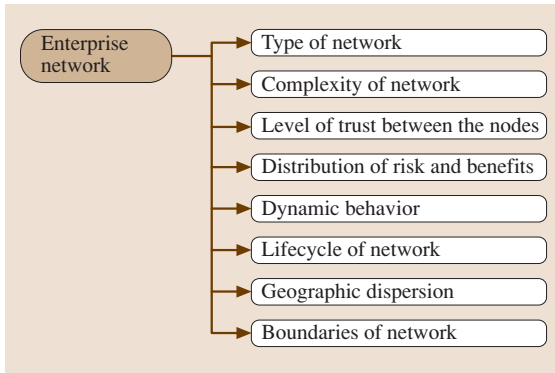 Enterprise
network
Type of network
Complexity of network
Level of trust between the nodes
Distribution of risk and benefits
Dynamic behavior
Lifecycle of network
Geographic dispersion
Boundaries of network